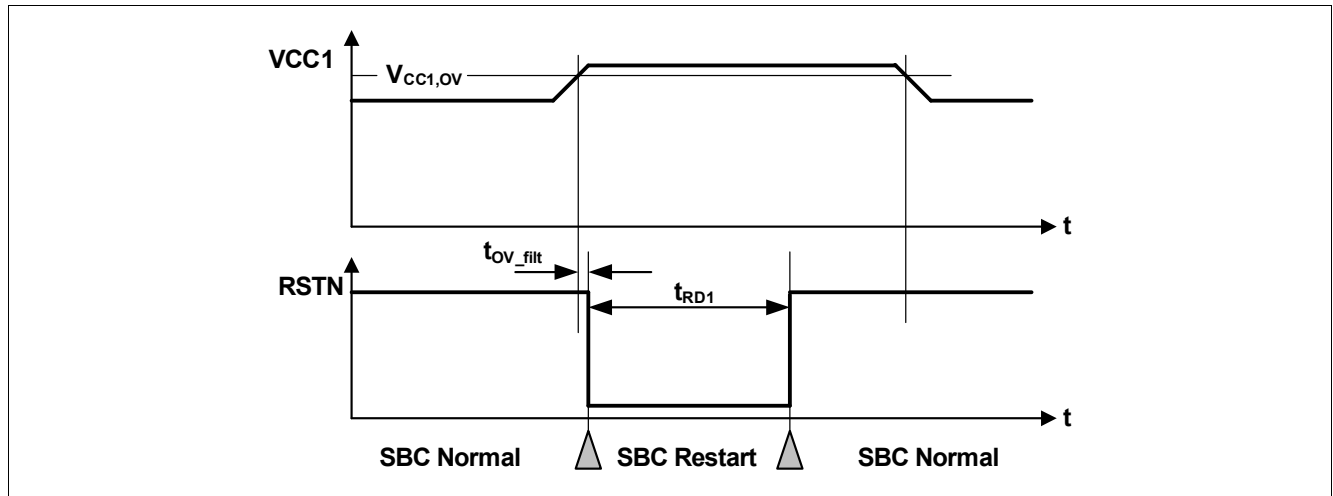 VCC1
VCC1,OV
t
tOV_filt
RSTN
tRD1
t
SBC Normal
SBC Restart
SBC Normal